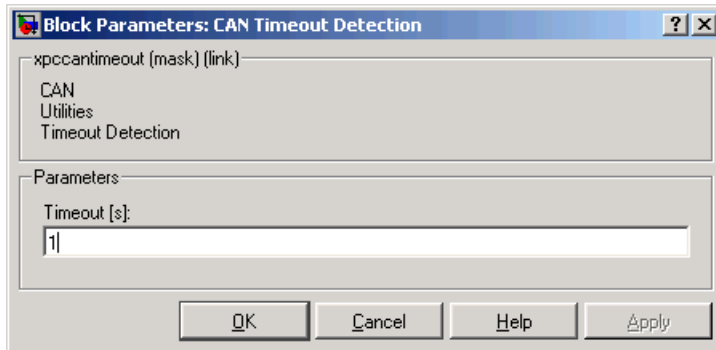 Block Parameters: CAN Timeout Detection
xpccantimeout (mask) (link)
CAN
Utilities
Timeout Detection
Parameters
Timeout [s]:
1
OK Cancel Help Apply